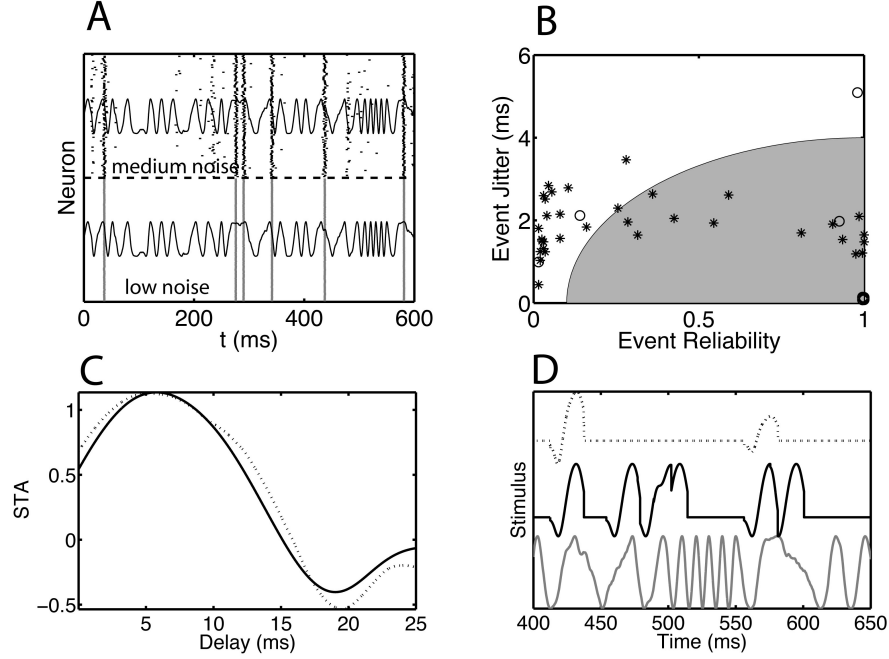 A
Neuron
medium noise
low noise
0 200 400 600
t (ms)
B
Event Jitter (ms)
6
4
2
0
0 0.5 1
Event Reliability
C
STA
1
0.5
0
−0.5
5 10 15 20 25
Delay (ms)
D
Stimulus
400 450 500 550 600 650
Time (ms)